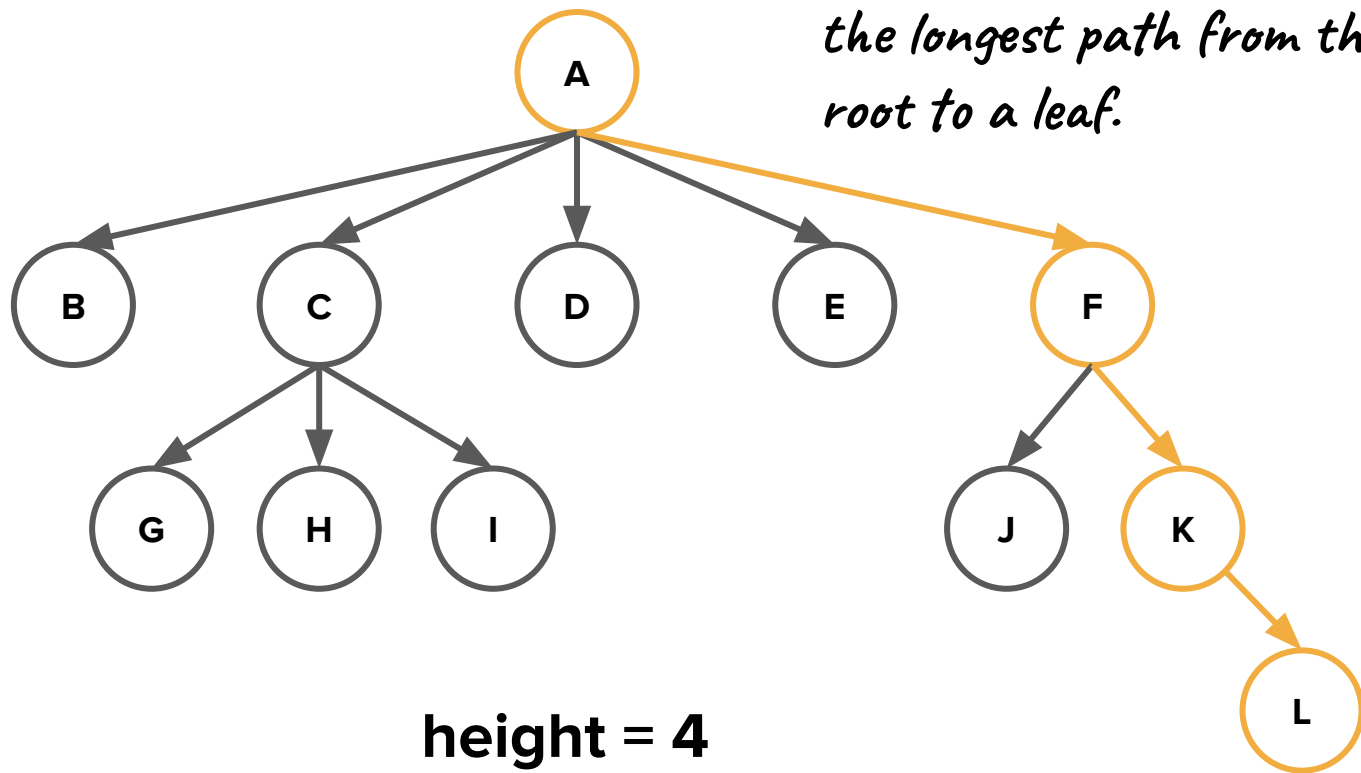 the longest path from th
root to a leaf.
A
B C D E F
G H I J K
L
height = 4